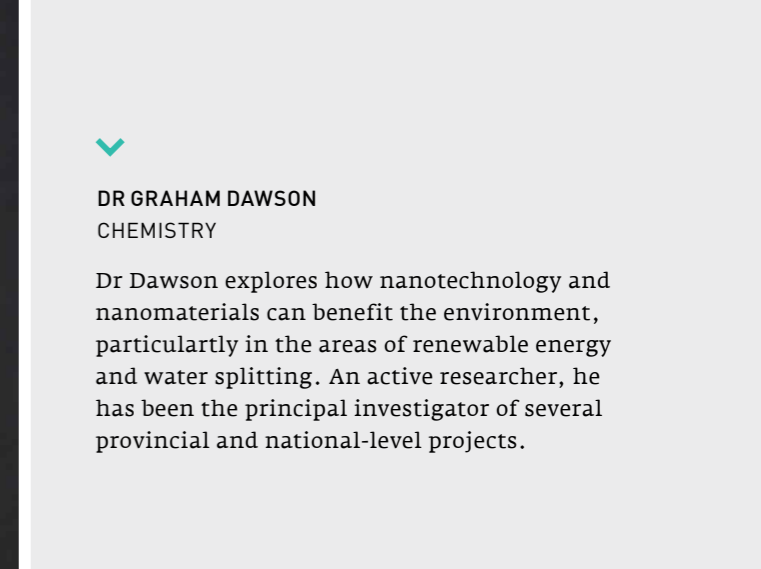 DR GRAHAM DAWSON
CHEMISTRY
Dr Dawson explores how nanotechnology and
nanomaterials can benefit the environment,
particulartly in the areas of renewable energy
and water splitting. An active researcher, he
has been the principal investigator of several
provincial and national-level projects.